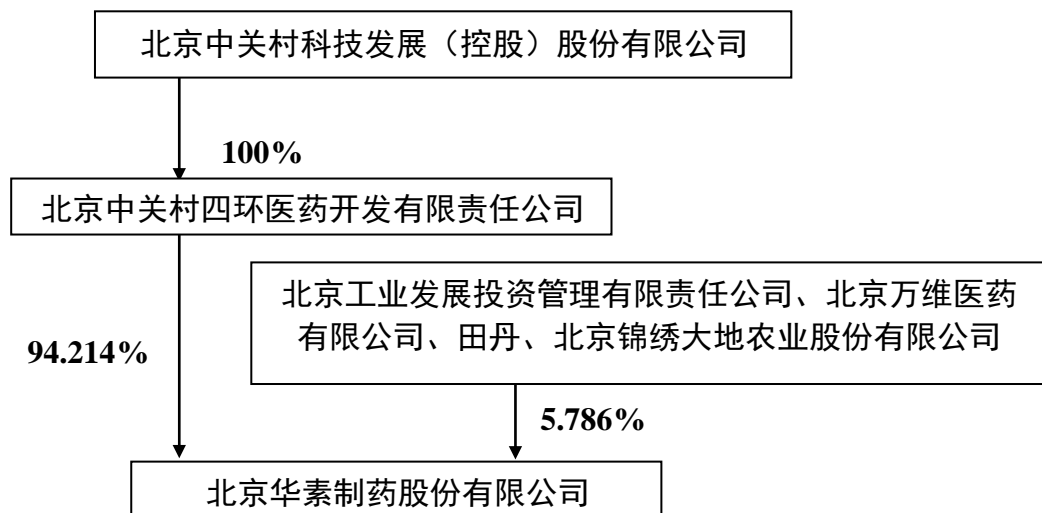 北京中关村科技发展（控股）股份有限公司
100%
北京中关村四环医药开发有限责任公司
北京工业发展投资管理有限责任公司、北京万维医药
有限公司、田丹、北京锦绣大地农业股份有限公司
94.214%
5.786%
北京华素制药股份有限公司